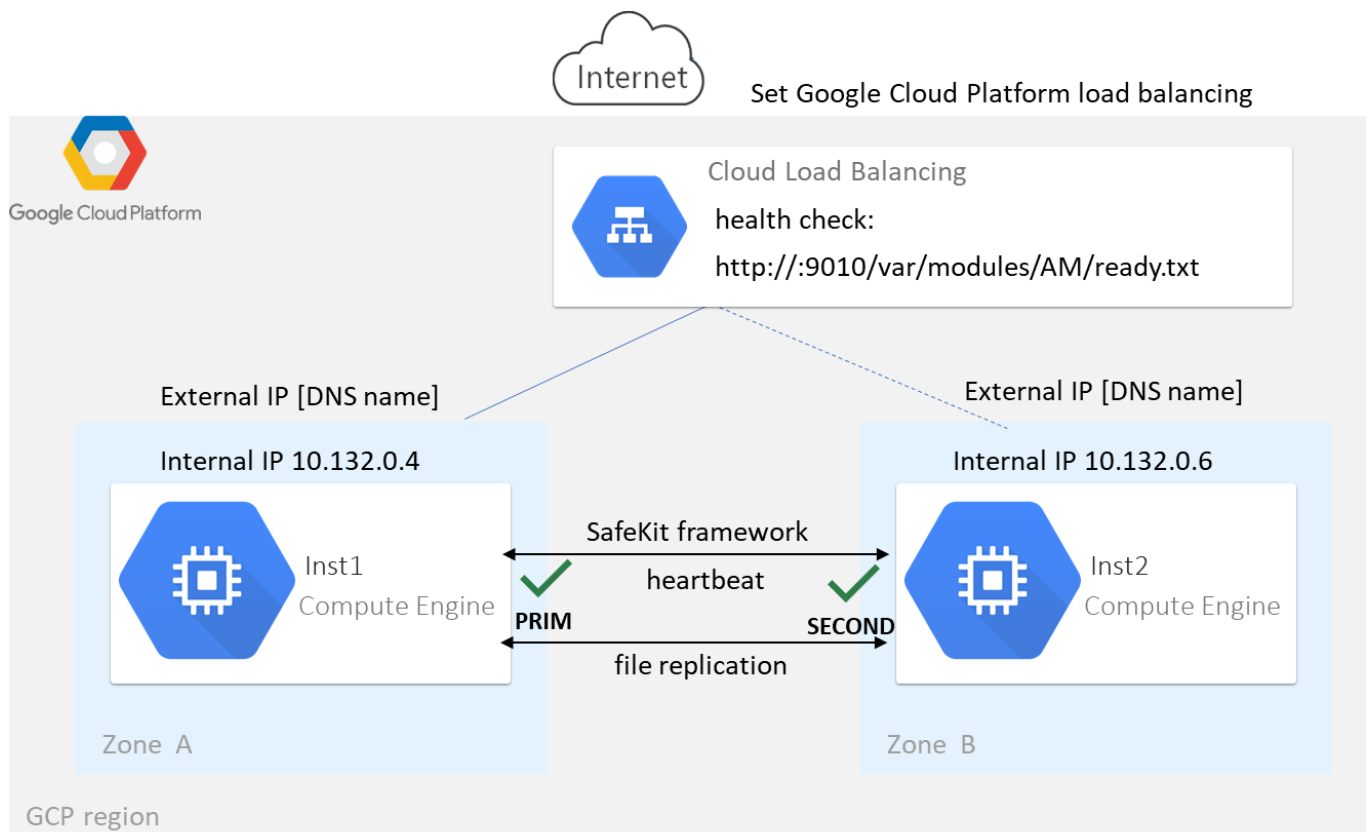 Internet
Set Google Cloud Platform load balancing
Google Cloud Platform
Cloud Load Balancing
health check:
http://:9010/var/modules/AM/ready.txt
External IP [DNS name]
External IP [DNS name]
Internal IP 10.132.0.4
Internal IP 10.132.0.6
Inst1
Compute Engine
SafeKit framework
heartbeat
PRIM
SECOND
file replication
Inst2
Compute Engine
Zone A
Zone B
GCP region